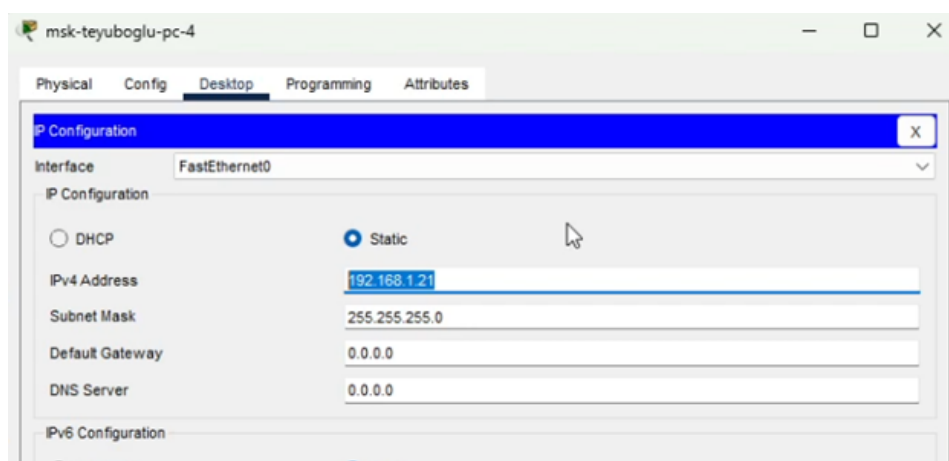 msk-teyuboglu-pc-4
Physical Config Desktop Programming Attributes
IP Configuration X
Interface FastEthernet0
IP Configuration
DHCP Static
IPv4 Address 192.168.1.21
Subnet Mask 255.255.255.0
Default Gateway 0.0.0.0
DNS Server 0.0.0.0
IPv6 Configuration